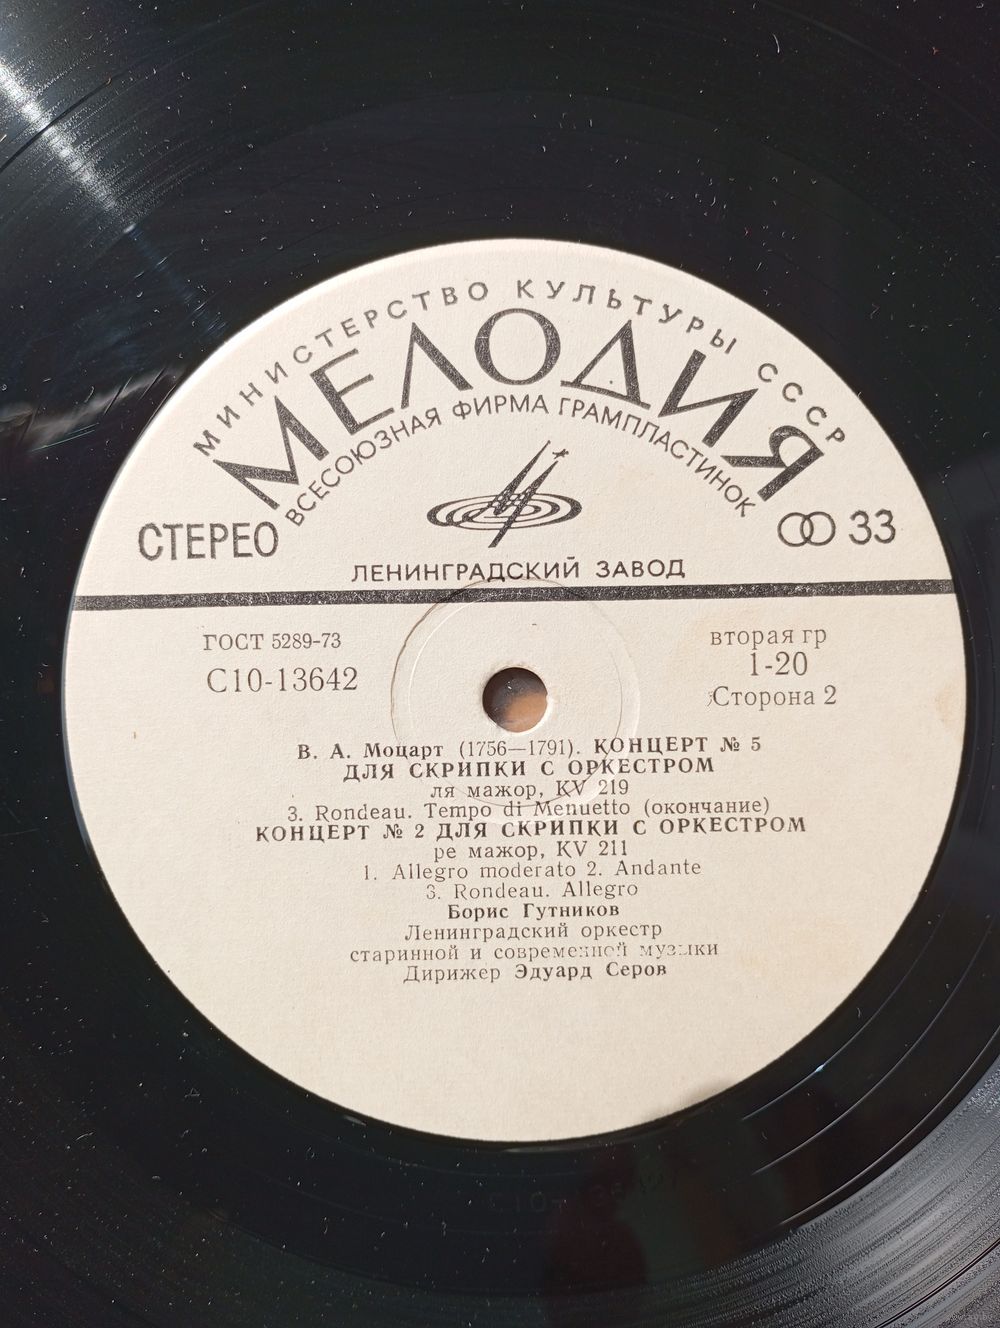 МИНИСТЕРСТВО КУЛЬТУРЫ СССР
МЕЛОДИЯ
ВСЕСОЮЗНАЯ ФИРМА ГРАМПЛАСТИНОК
СТЕРЕО
33
ЛЕНИНГРАДСКИЙ ЗАВОД
ГОСТ 5289-73
С10-13642
вторая гр
1-20
Сторона 2
В. А. Моцарт (1756—1791). КОНЦЕРТ № 5
ДЛЯ СКРИПКИ С ОРКЕСТРОМ
ля мажор, KV 219
3. Rondeau. Tempo di Menuetto (окончание)
КОНЦЕРТ № 2 ДЛЯ СКРИПКИ С ОРКЕСТРОМ
ре мажор, KV 211
1. Allegro moderato 2. Andante
3. Rondeau. Allegro
Борис Гутников
Ленинградский оркестр
старинной и современной музыки
Дирижер Эдуард Серов